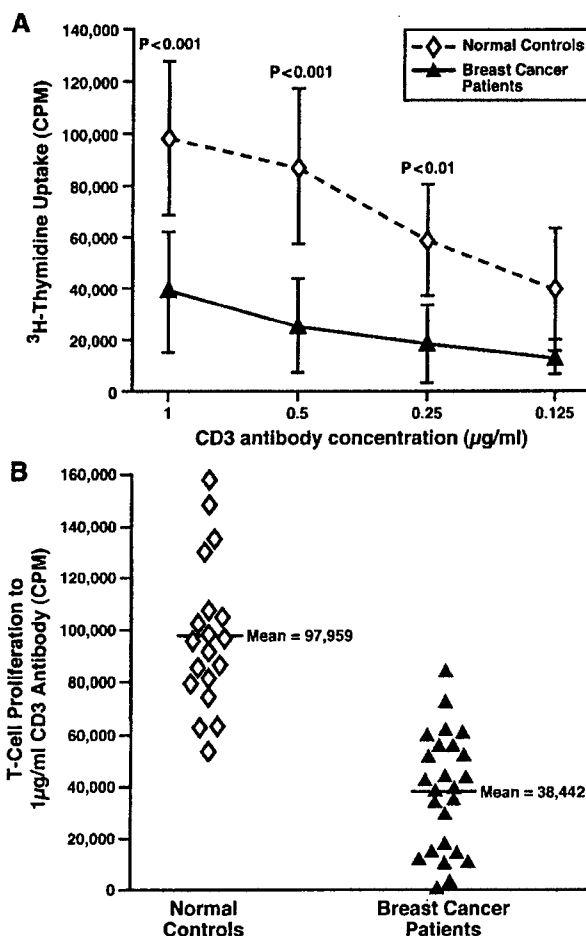 A
140,000
120,000
100,000
80,000
60,000
40,000
20,000
0
³H-Thymidine Uptake (CPM)
P<0.001
P<0.001
P<0.01
Normal Controls
Breast Cancer
Patients
1
0.5
0.25
0.125
CD3 antibody concentration (µg/ml)
B
160,000
140,000
120,000
100,000
80,000
60,000
40,000
20,000
0
T-Cell Proliferation to
1µg/ml CD3 Antibody (CPM)
Mean = 97,959
Mean = 38,442
Normal
Controls
Breast Cancer
Patients